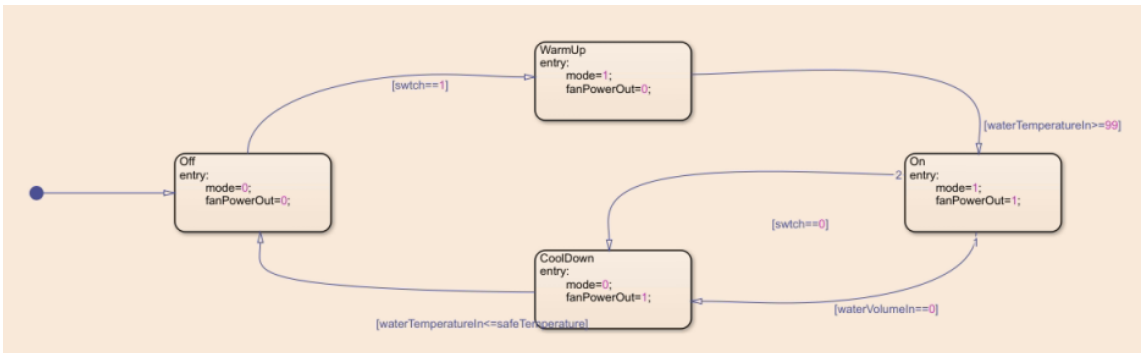 WarmUp
entry:
mode=1;
fanPowerOut=0;
[swtch==1]
[waterTemperatureIn>=99]
Off
entry:
mode=0;
fanPowerOut=0;
On
entry:
mode=1;
fanPowerOut=1;
2
[swtch==0]
1
CoolDown
entry:
mode=0;
fanPowerOut=1;
[waterVolumeIn==0]
[waterTemperatureIn<=safeTemperature]